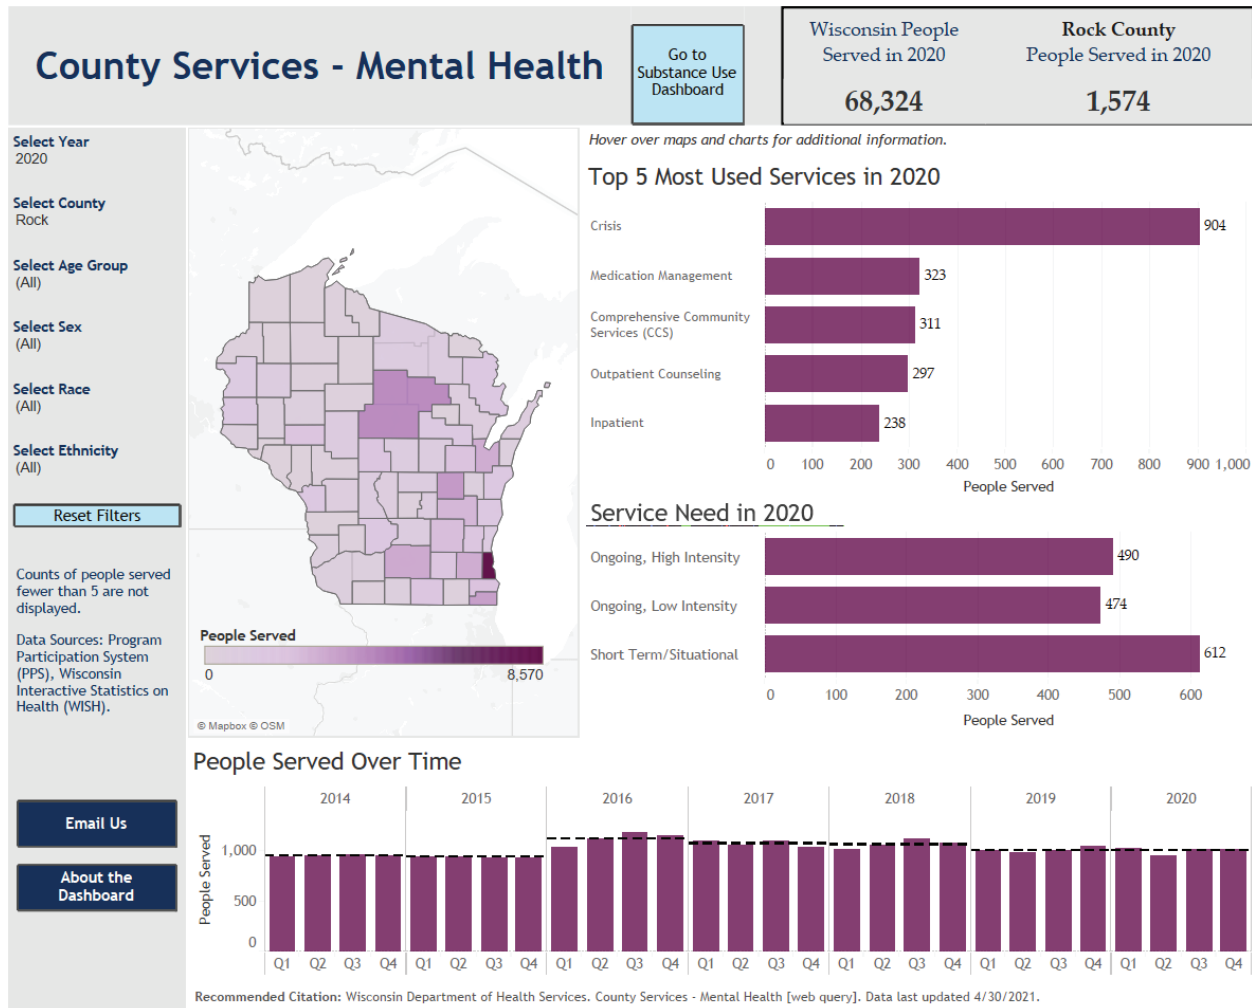 County Services - Mental Health
Go to
Substance Use
Dashboard
Wisconsin People
Served in 2020
68,324
Rock County
People Served in 2020
1,574
Select Year
2020
Select County
Rock
Select Age Group
(All)
Select Sex
(All)
Select Race
(All)
Select Ethnicity
(All)
Reset Filters
Counts of people served
fewer than 5 are not
displayed.
Data Sources: Program
Participation System
(PPS), Wisconsin
Interactive Statistics on
Health (WISH).
Email Us
About the
Dashboard
People Served
0 8,570
© Mapbox © OSM
Hover over maps and charts for additional information.
Top 5 Most Used Services in 2020
Crisis 904
Medication Management 323
Comprehensive Community
Services (CCS) 311
Outpatient Counseling 297
Inpatient 238
0 100 200 300 400 500 600 700 800 900 1,000
People Served
Service Need in 2020
Ongoing, High Intensity 490
Ongoing, Low Intensity 474
Short Term/Situational 612
0 100 200 300 400 500 600
People Served
People Served Over Time
2014 2015 2016 2017 2018 2019 2020
People Served
1,000
500
0
Q1 Q2 Q3 Q4 Q1 Q2 Q3 Q4 Q1 Q2 Q3 Q4 Q1 Q2 Q3 Q4 Q1 Q2 Q3 Q4 Q1 Q2 Q3 Q4 Q1 Q2 Q3 Q4
Recommended Citation: Wisconsin Department of Health Services. County Services - Mental Health [web query]. Data last updated 4/30/2021.